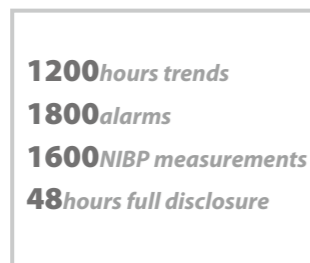 1200hours trends
1800alarms
1600NIBP measurements
48hours full disclosure